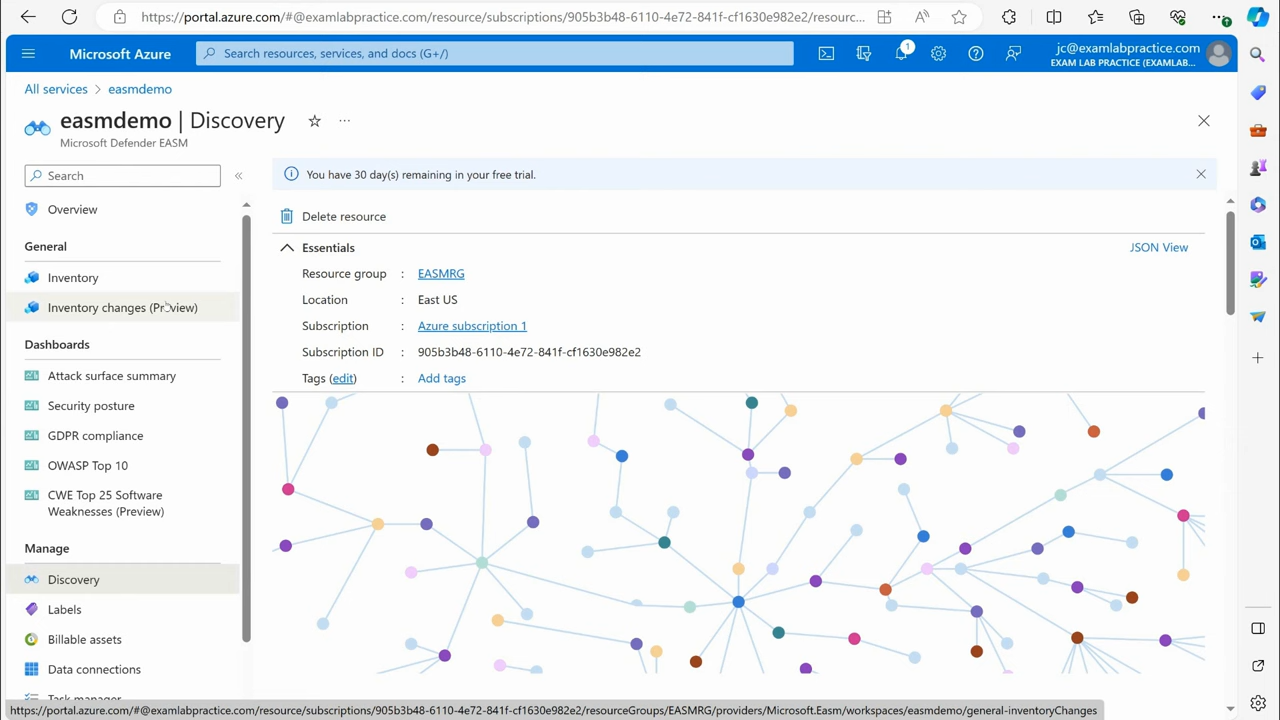 https://portal.azure.com/#@examlabpractice.com/resource/subscriptions/905b3b48-6110-4e72-841f-cf1630e982e2/resourc...
Microsoft Azure
Search resources, services, and docs (G+/)
1
jc@examlabpractice.com
EXAM LAB PRACTICE (EXAMLAB...
All services > easmdemo
easmdemo | Discovery
Microsoft Defender EASM
Search
You have 30 day(s) remaining in your free trial.
Overview
Delete resource
General
Essentials
JSON View
Inventory
Resource group : EASMRG
Inventory changes (Preview)
Location : East US
Dashboards
Subscription : Azure subscription 1
Attack surface summary
Subscription ID : 905b3b48-6110-4e72-841f-cf1630e982e2
Security posture
Tags (edit) : Add tags
GDPR compliance
OWASP Top 10
CWE Top 25 Software
Weaknesses (Preview)
Manage
Discovery
Labels
Billable assets
Data connections
Task manager
https://portal.azure.com/#@examlabpractice.com/resource/subscriptions/905b3b48-6110-4e72-841f-cf1630e982e2/resourceGroups/EASMRG/providers/Microsoft.Easm/workspaces/easmdemo/general-inventoryChanges